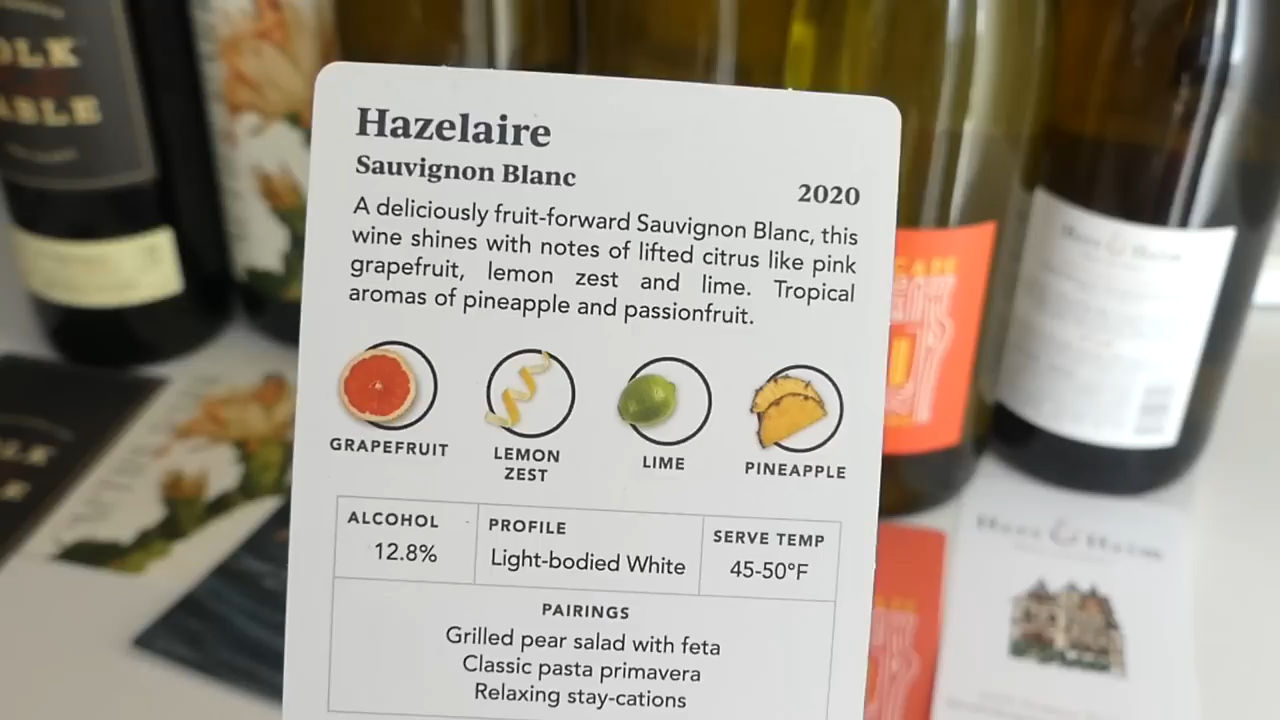 Hazelaire
Sauvignon Blanc
2020
A deliciously fruit-forward Sauvignon Blanc, this
wine shines with notes of lifted citrus like pink
grapefruit, lemon zest and lime. Tropical
aromas of pineapple and passionfruit.
GRAPEFRUIT
LEMON
ZEST
LIME
PINEAPPLE
ALCOHOL
12.8%
PROFILE
Light-bodied White
SERVE TEMP
45-50°F
PAIRINGS
Grilled pear salad with feta
Classic pasta primavera
Relaxing stay-cations